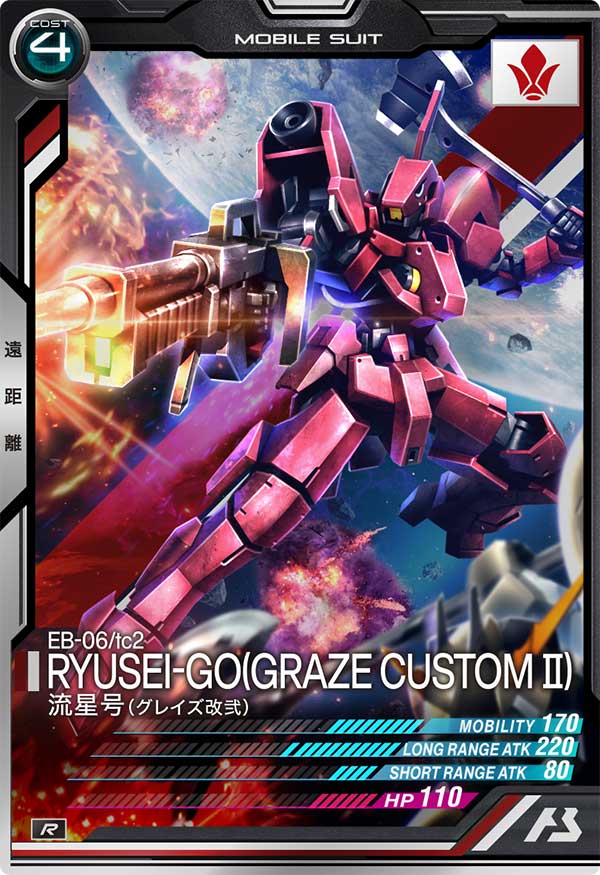 COST
4
MOBILE SUIT
遠距離
EB-06/tc2
RYUSEI-GO(GRAZE CUSTOM II)
流星号(グレイズ改弐)
MOBILITY 170
LONG RANGE ATK 220
SHORT RANGE ATK 80
HP 110
R